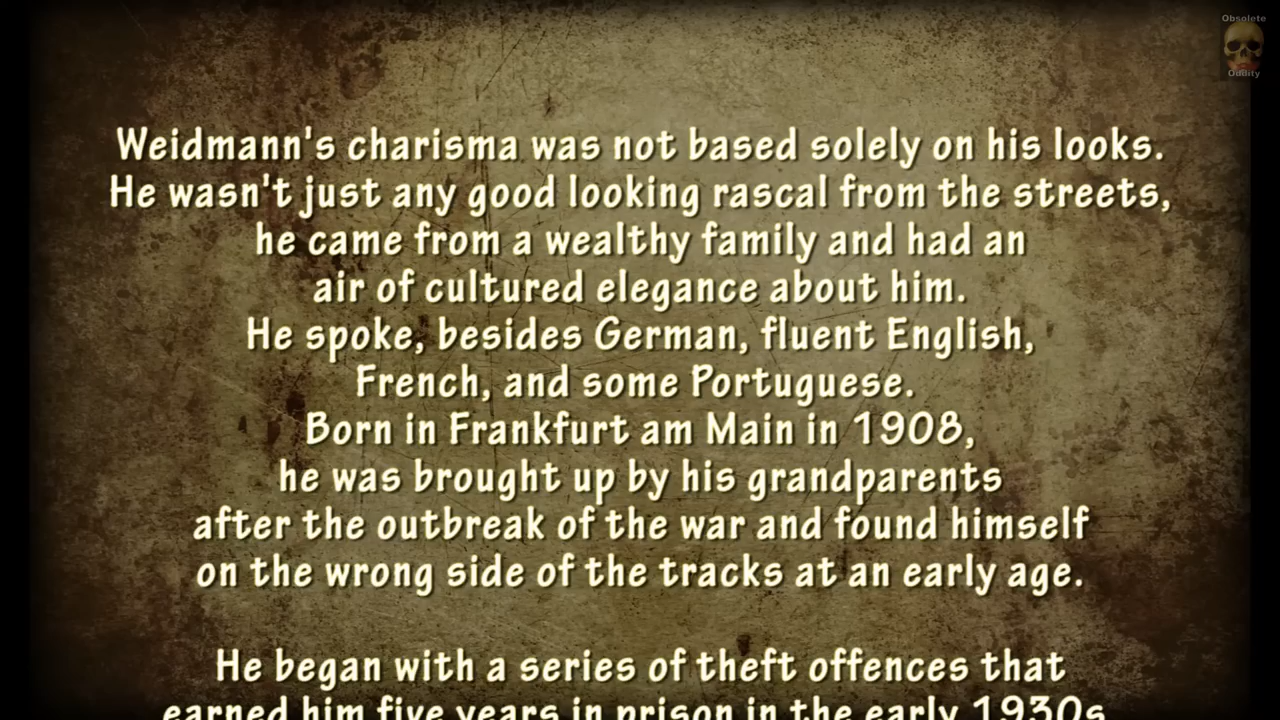 Obsolete
Oddity
Weidmann's charisma was not based solely on his looks.
He wasn't just any good looking rascal from the streets,
he came from a wealthy family and had an
air of cultured elegance about him.
He spoke, besides German, fluent English,
French, and some Portuguese.
Born in Frankfurt am Main in 1908,
he was brought up by his grandparents
after the outbreak of the war and found himself
on the wrong side of the tracks at an early age.
He began with a series of theft offences that
earned him five years in prison in the early 1930s